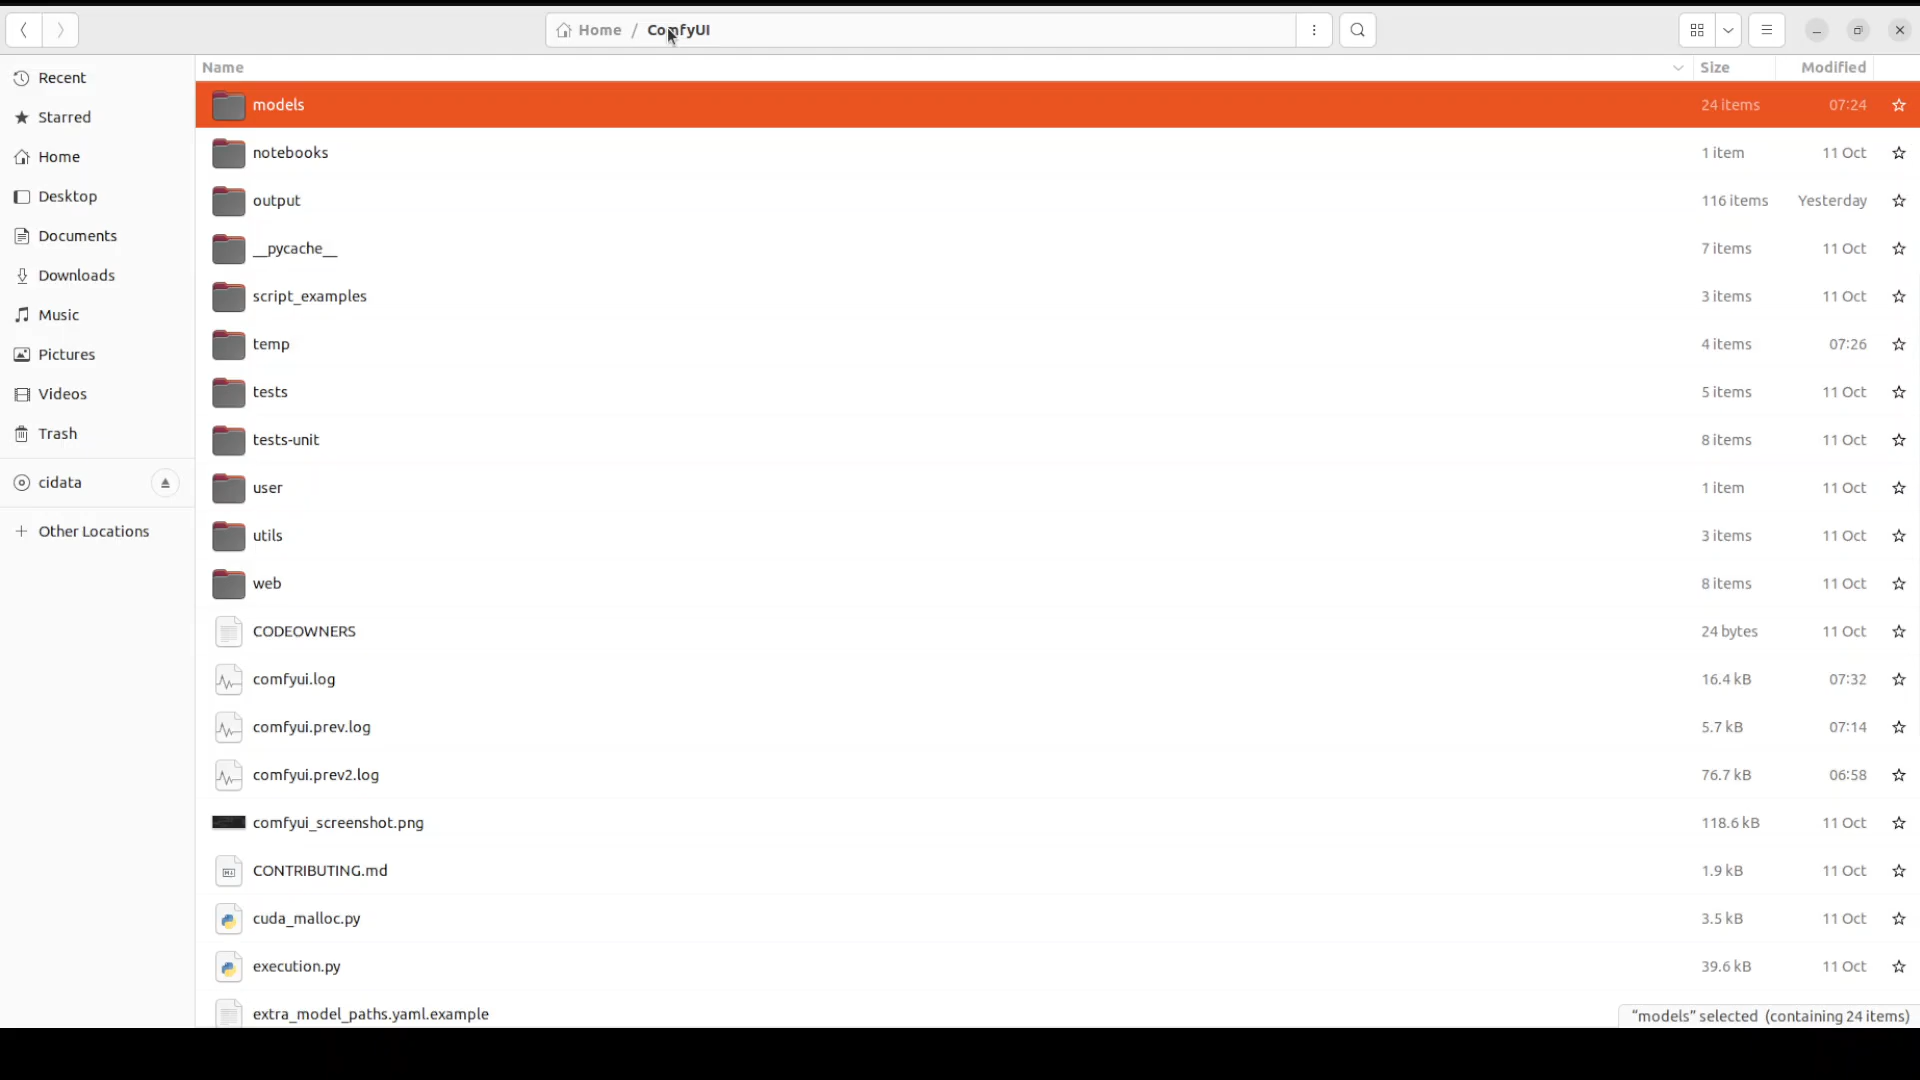 Home / ComfyUI
Recent
Starred
Home
Desktop
Documents
Downloads
Music
Pictures
Videos
Trash
cidata
Other Locations
Name Size Modified
models 24 items 07:24
notebooks 1 item 11 Oct
output 116 items Yesterday
__pycache__ 7 items 11 Oct
script_examples 3 items 11 Oct
temp 4 items 07:26
tests 5 items 11 Oct
tests-unit 8 items 11 Oct
user 1 item 11 Oct
utils 3 items 11 Oct
web 8 items 11 Oct
CODEOWNERS 24 bytes 11 Oct
comfyui.log 16.4 kB 07:32
comfyui.prev.log 5.7 kB 07:14
comfyui.prev2.log 76.7 kB 06:58
comfyui_screenshot.png 118.6 kB 11 Oct
CONTRIBUTING.md 1.9 kB 11 Oct
cuda_malloc.py 3.5 kB 11 Oct
execution.py 39.6 kB 11 Oct
extra_model_paths.yaml.example
"models" selected (containing 24 items)